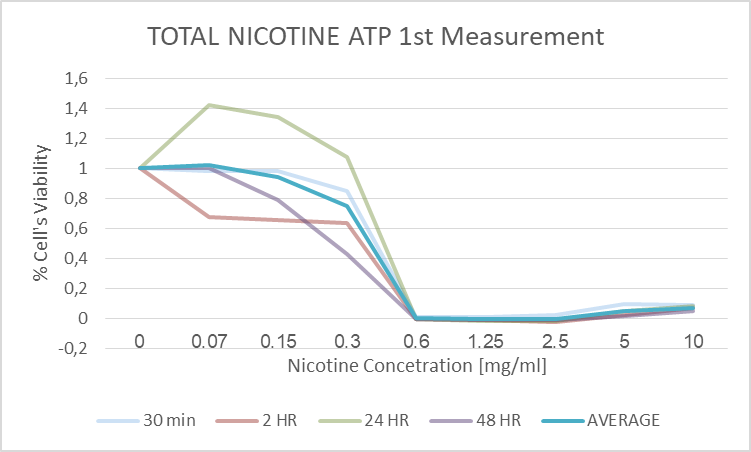 TOTAL NICOTINE ATP 1st Measurement
1,6
1,4
1,2
1
0,8
0,6
0,4
0,2
0
-0,2
% Cell's Viability
0 0.07 0.15 0.3 0.6 1.25 2.5 5 10
Nicotine Concetration [mg/ml]
30 min 2 HR 24 HR 48 HR AVERAGE